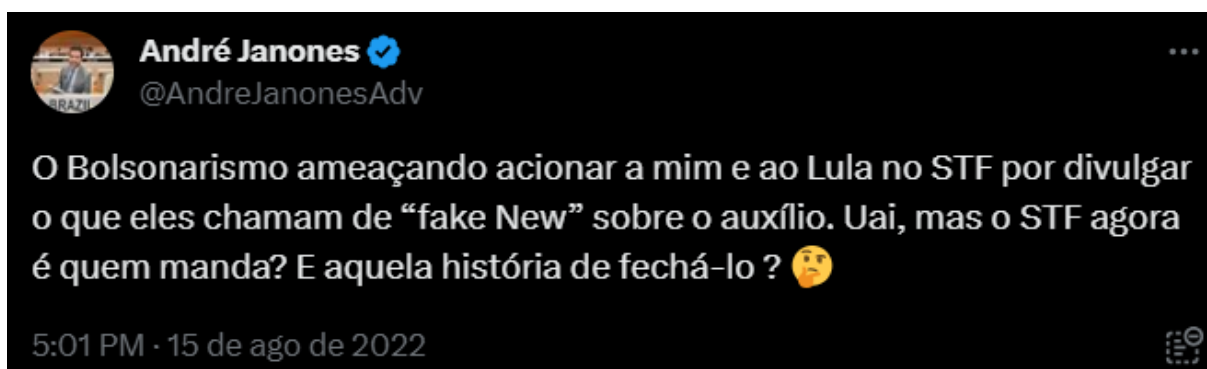 André Janones
@AndreJanonesAdv
BRAZIL
O Bolsonarismo ameaçando acionar a mim e ao Lula no STF por divulgar
o que eles chamam de “fake New” sobre o auxílio. Uai, mas o STF agora
é quem manda? E aquela história de fechá-lo ? 🤔
5:01 PM · 15 de ago de 2022